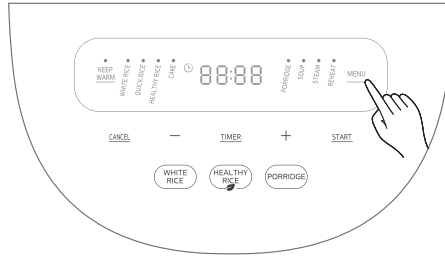 KEEP
WARM
WHITE RICE
QUICK RICE
HEALTHY RICE
CAKE
88:88
PORRIDGE
SOUP
STEAM
REHEAT
MENU
CANCEL
−
TIMER
+
START
WHITE
RICE
HEALTHY
RICE
PORRIDGE